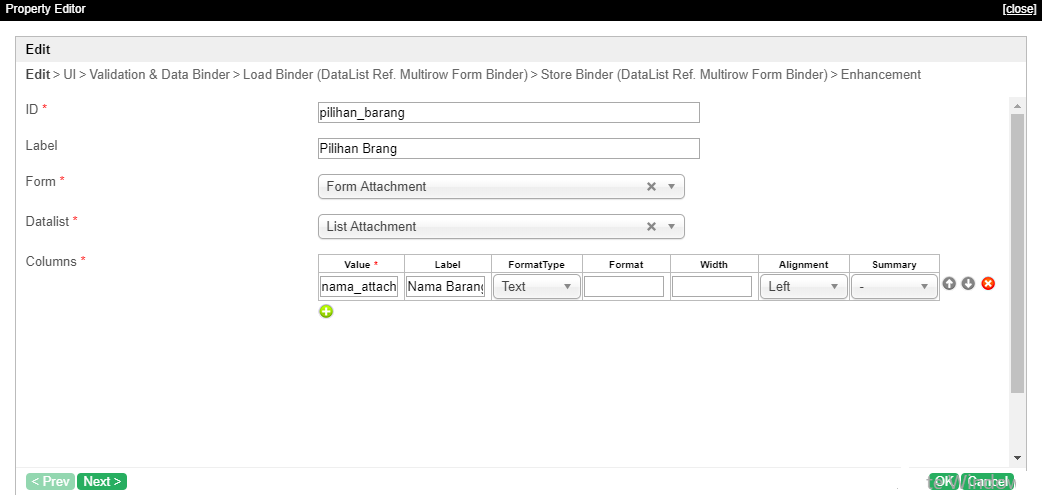 Property Editor [close]
Edit
Edit > UI > Validation & Data Binder > Load Binder (DataList Ref. Multirow Form Binder) > Store Binder (DataList Ref. Multirow Form Binder) > Enhancement
ID *
pilihan_barang
Label
Pilihan Brang
Form *
Form Attachment
Datalist *
List Attachment
Columns *
Value * Label FormatType Format Width Alignment Summary
nama_attach Nama Barang Text Left -
< Prev Next > OK Cancel